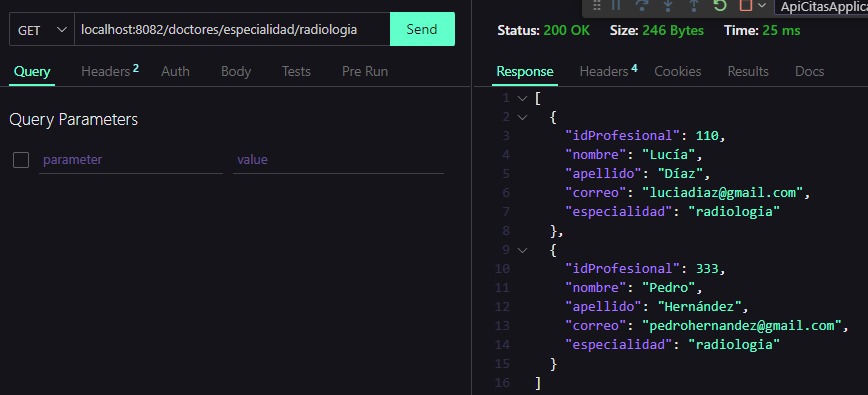 GET localhost:8082/doctores/especialidad/radiologia Send
Query Headers 2 Auth Body Tests Pre Run
Query Parameters
parameter value
ApiCitasApplica
Status: 200 OK Size: 246 Bytes Time: 25 ms
Response Headers 4 Cookies Results Docs
1 [
2 {
3 "idProfesional": 110,
4 "nombre": "Lucía",
5 "apellido": "Díaz",
6 "correo": "luciadiaz@gmail.com",
7 "especialidad": "radiologia"
8 },
9 {
10 "idProfesional": 333,
11 "nombre": "Pedro",
12 "apellido": "Hernández",
13 "correo": "pedrohernandez@gmail.com",
14 "especialidad": "radiologia"
15 }
16 ]